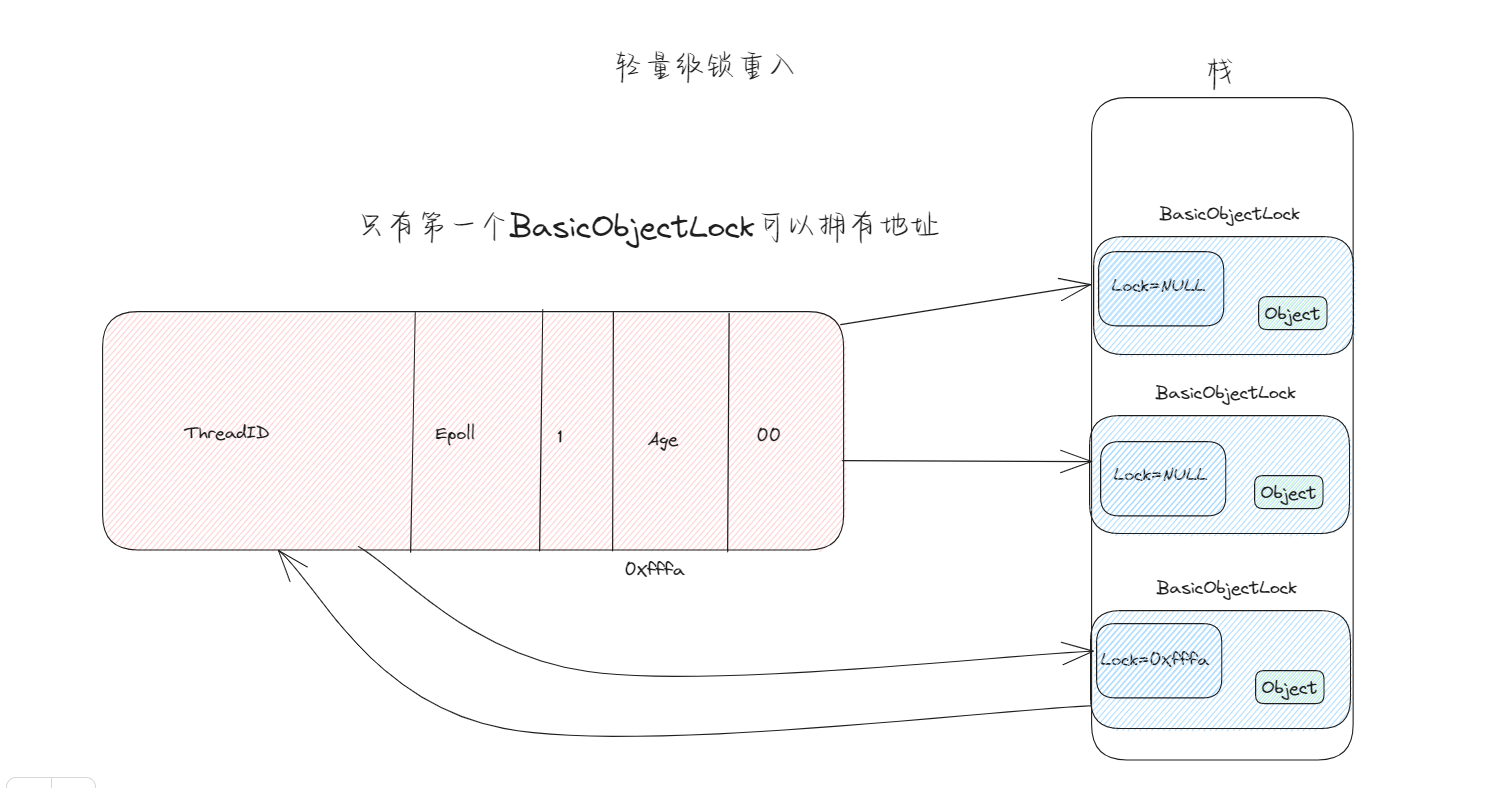 轻量级锁重入
栈
只有第一个BasicObjectLock可以拥有地址
BasicObjectLock
Lock=NULL
Object
BasicObjectLock
Lock=NULL
Object
ThreadID
Epoll
1
Age
00
0xfffa
BasicObjectLock
Lock=0xfffa
Object